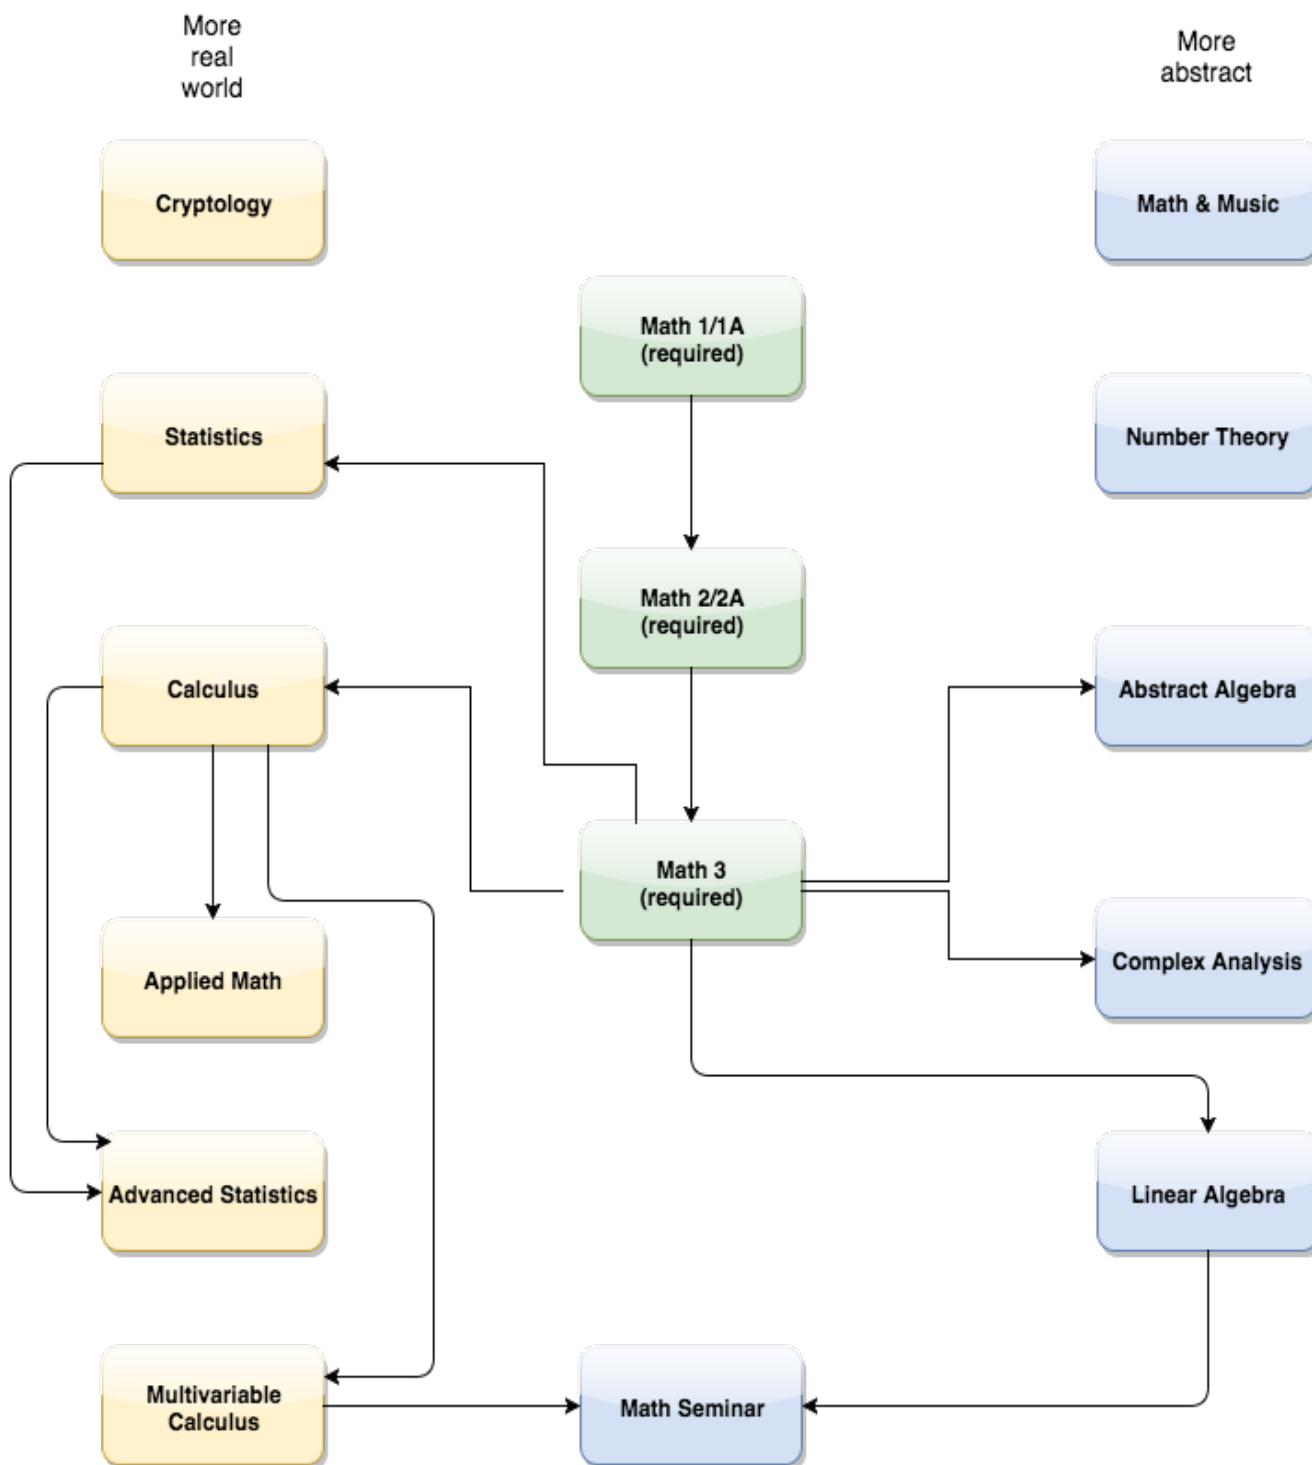 More
real
world
More
abstract
Cryptology
Math & Music
Math 1/1A
(required)
Statistics
Number Theory
Math 2/2A
(required)
Calculus
Abstract Algebra
Math 3
(required)
Applied Math
Complex Analysis
Advanced Statistics
Linear Algebra
Multivariable
Calculus
Math Seminar